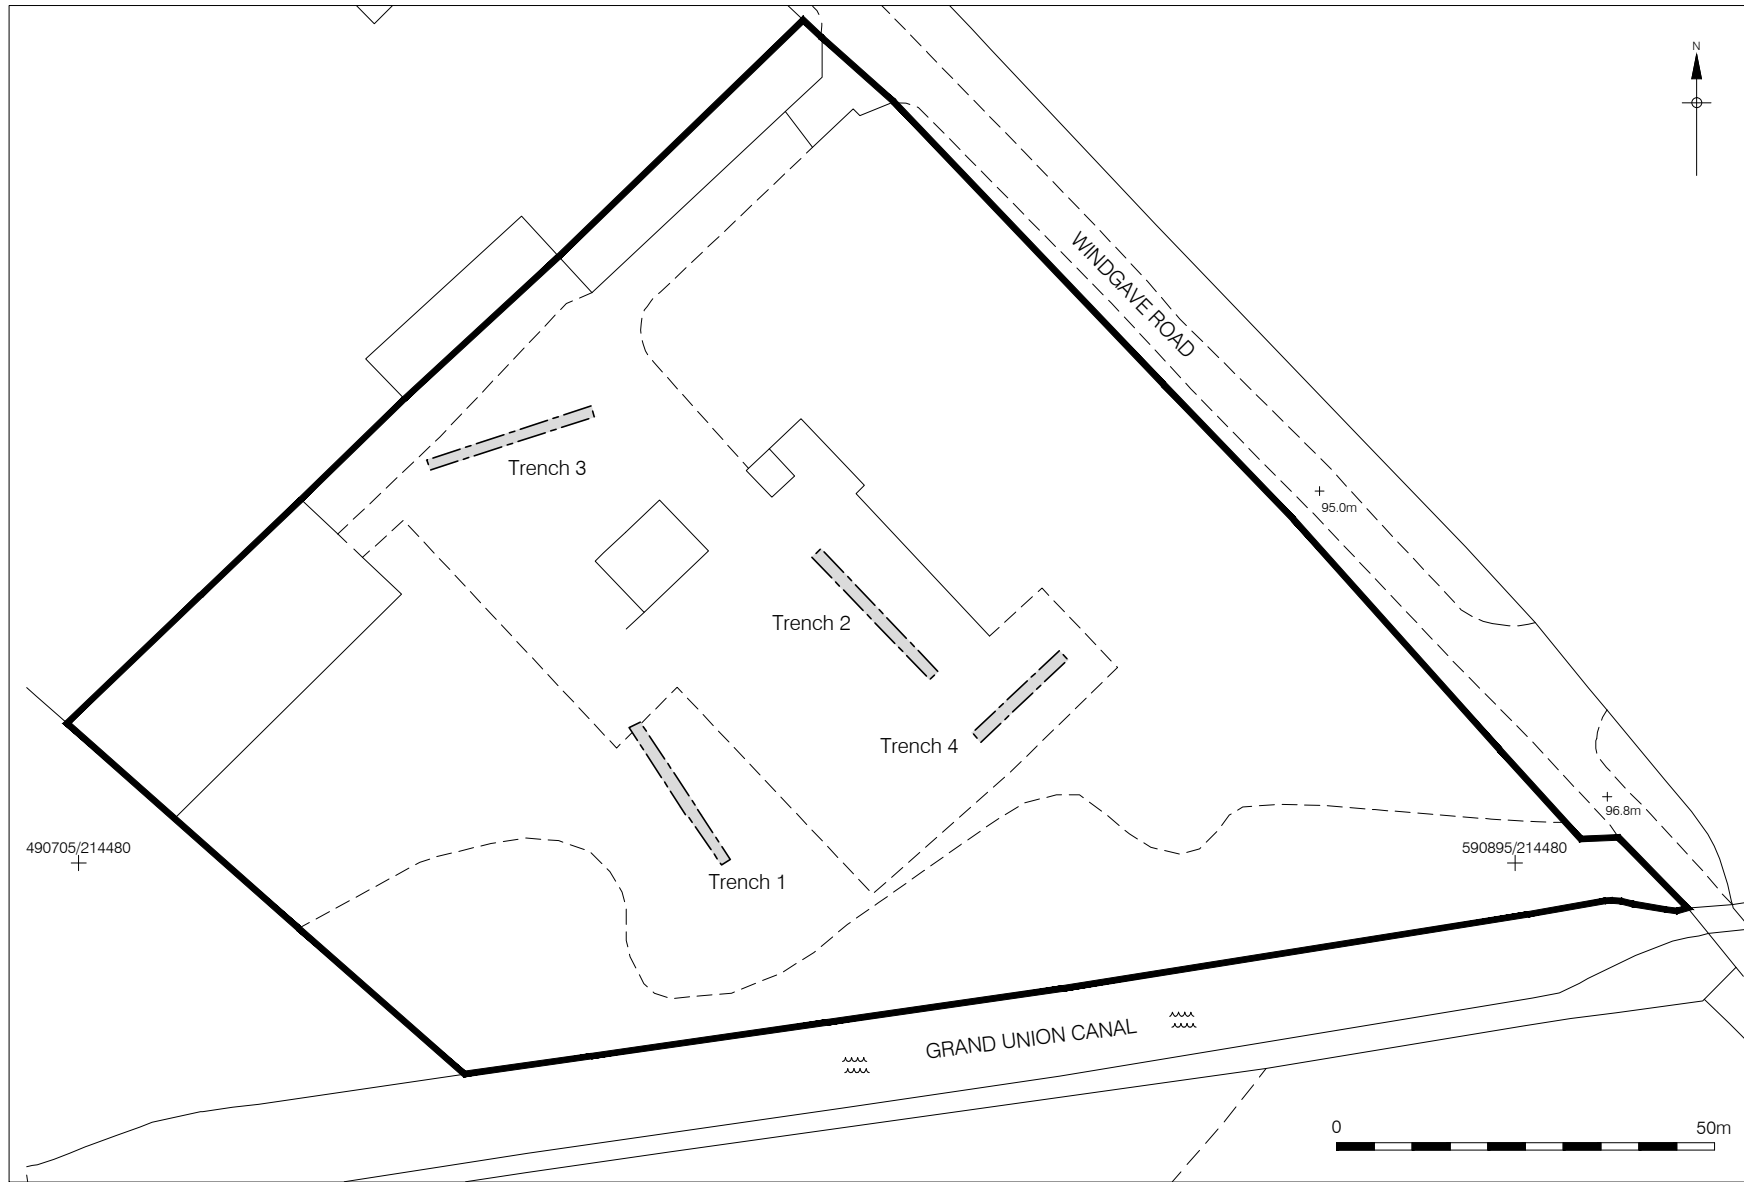 N
WINDGAVE ROAD
Trench 3
95.0m
Trench 2
Trench 4
96.8m
490705/214480
590895/214480
Trench 1
GRAND UNION CANAL
0 50m